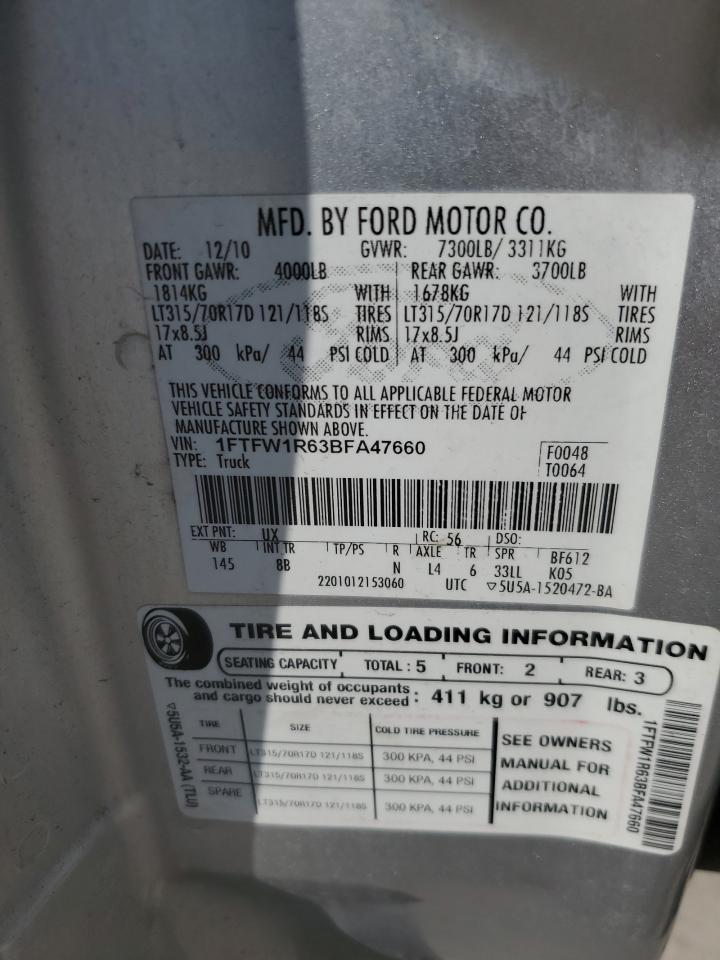 MFD. BY FORD MOTOR CO.
DATE: 12/10 GVWR: 7300LB/ 3311KG
FRONT GAWR: 4000LB REAR GAWR: 3700LB
1814KG WITH 1678KG WITH
LT315/70R17D 121/118S TIRES LT315/70R17D 121/118S TIRES
17x8.5J RIMS 17x8.5J RIMS
AT 300 kPa/ 44 PSI COLD AT 300 kPa/ 44 PSI COLD
THIS VEHICLE CONFORMS TO ALL APPLICABLE FEDERAL MOTOR
VEHICLE SAFETY STANDARDS IN EFFECT ON THE DATE OF
MANUFACTURE SHOWN ABOVE.
VIN: 1FTFW1R63BFA47660 F0048
TYPE: Truck T0064
EXT PNT: UX RC: 56 DSO:
WB INT TR TP/PS R AXLE TR SPR BF612
145 8B N L4 6 33LL K05
2201012153060 UTC ▽5U5A-1520472-BA
TIRE AND LOADING INFORMATION
SEATING CAPACITY TOTAL : 5 FRONT: 2 REAR: 3
The combined weight of occupants and cargo should never exceed : 411 kg or 907 lbs.
TIRE SIZE COLD TIRE PRESSURE
FRONT LT315/70R17D 121/118S 300 KPA, 44 PSI
REAR LT315/70R17D 121/118S 300 KPA, 44 PSI
SPARE LT315/70R17D 121/118S 300 KPA, 44 PSI
SEE OWNERS
MANUAL FOR
ADDITIONAL
INFORMATION
▽5U5A-1532-AA (TLU)
1FTFW1R63BFA47660